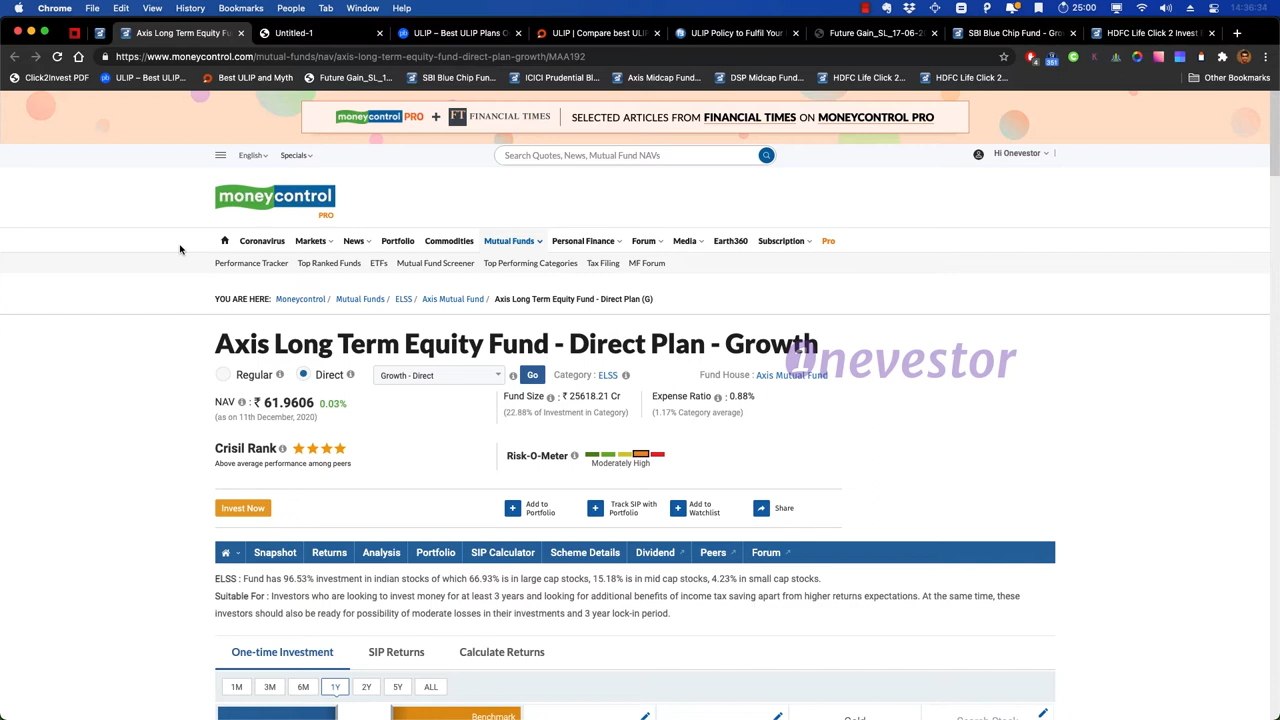 Chrome File Edit View History Bookmarks People Tab Window Help 25:00 100% 14:36:34
Axis Long Term Equity Fu Untitled-1 ULIP – Best ULIP Plans O ULIP | Compare best ULIP ULIP Policy to Fulfil Your Future Gain_SL_17-06-2 SBI Blue Chip Fund - Gro HDFC Life Click 2 Invest
https://www.moneycontrol.com/mutual-funds/nav/axis-long-term-equity-fund-direct-plan-growth/MAA192
Click2Invest PDF ULIP – Best ULIP... Best ULIP Myth Future Gain_SL_1... SBI Blue Chip Fun... ICICI Prudential Bl... Axis Midcap Fund... DSP Midcap Fund... HDFC Life Click 2... HDFC Life Click 2... Other Bookmarks
moneycontrol PRO + FT FINANCIAL TIMES SELECTED ARTICLES FROM FINANCIAL TIMES ON MONEYCONTROL PRO
English Specials Search Quotes, News, Mutual Fund NAVs Hi Onevestor
moneycontrol
PRO
Coronavirus Markets News Portfolio Commodities Mutual Funds Personal Finance Forum Media Earth360 Subscription Pro
Performance Tracker Top Ranked Funds ETFs Mutual Fund Screener Top Performing Categories Tax Filing MF Forum
YOU ARE HERE: Moneycontrol / Mutual Funds / ELSS / Axis Mutual Fund / Axis Long Term Equity Fund - Direct Plan (G)
Axis Long Term Equity Fund - Direct Plan - Growth
Onevestor
Regular Direct Growth - Direct Go Category : ELSS Fund House : Axis Mutual Fund
NAV : ₹ 61.9606 0.03% Fund Size : ₹ 25618.21 Cr Expense Ratio : 0.88%
(as on 11th December, 2020) (22.88% of Investment in Category) (1.17% Category average)
Crisil Rank Risk-O-Meter
Above average performance among peers Moderately High
Invest Now Add to Portfolio Track SIP with Portfolio Add to Watchlist Share
Snapshot Returns Analysis Portfolio SIP Calculator Scheme Details Dividend Peers Forum
ELSS : Fund has 96.53% investment in indian stocks of which 66.93% is in large cap stocks, 15.18% is in mid cap stocks, 4.23% in small cap stocks.
Suitable For : Investors who are looking to invest money for at least 3 years and looking for additional benefits of income tax saving apart from higher returns expectations. At the same time, these
investors should also be ready for possibility of moderate losses in their investments and 3 year lock-in period.
One-time Investment SIP Returns Calculate Returns
1M 3M 6M 1Y 2Y 5Y ALL
Benchmark Gold Search Stock